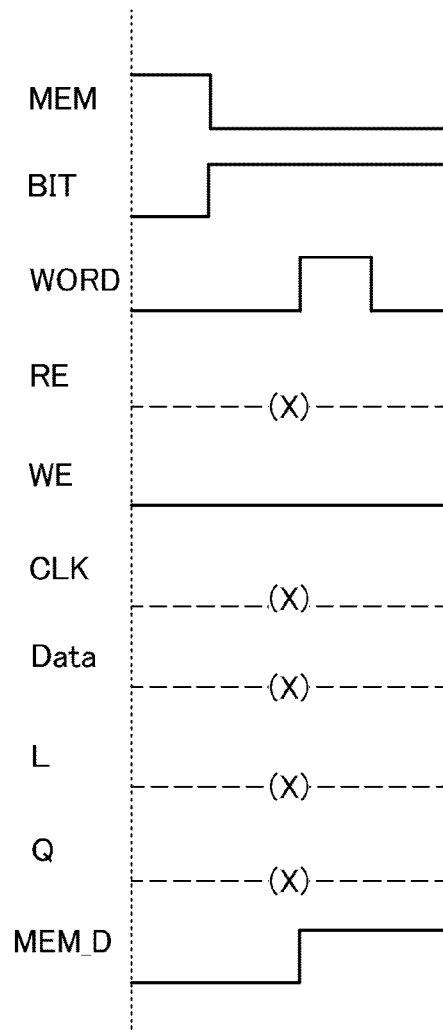 MEM
BIT
WORD
RE
(X)
WE
CLK
(X)
Data
(X)
L
(X)
Q
(X)
MEM_D